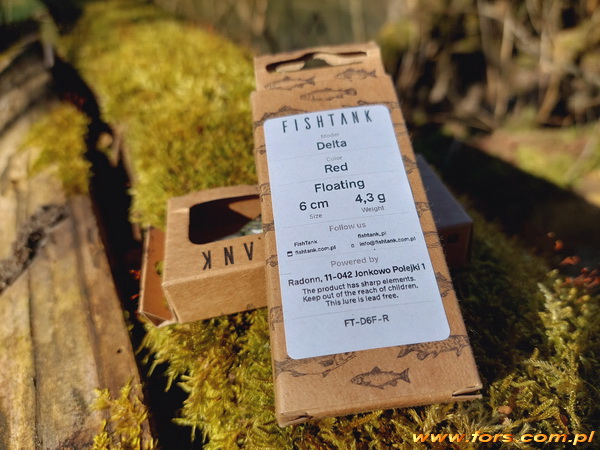 FISHTANK
Model
Delta
Color
Red
Floating
6 cm 4,3 g
Size Weight
Follow us
FishTank fishtank_pl
fishtank.com.pl info@fishtank.com.pl
Powered by
Radonn, 11-042 Jonkowo Polejki 1
The product has sharp elements.
Keep out of the reach of children.
This lure is lead free.
FT-D6F-R
NK
www.fors.com.pl